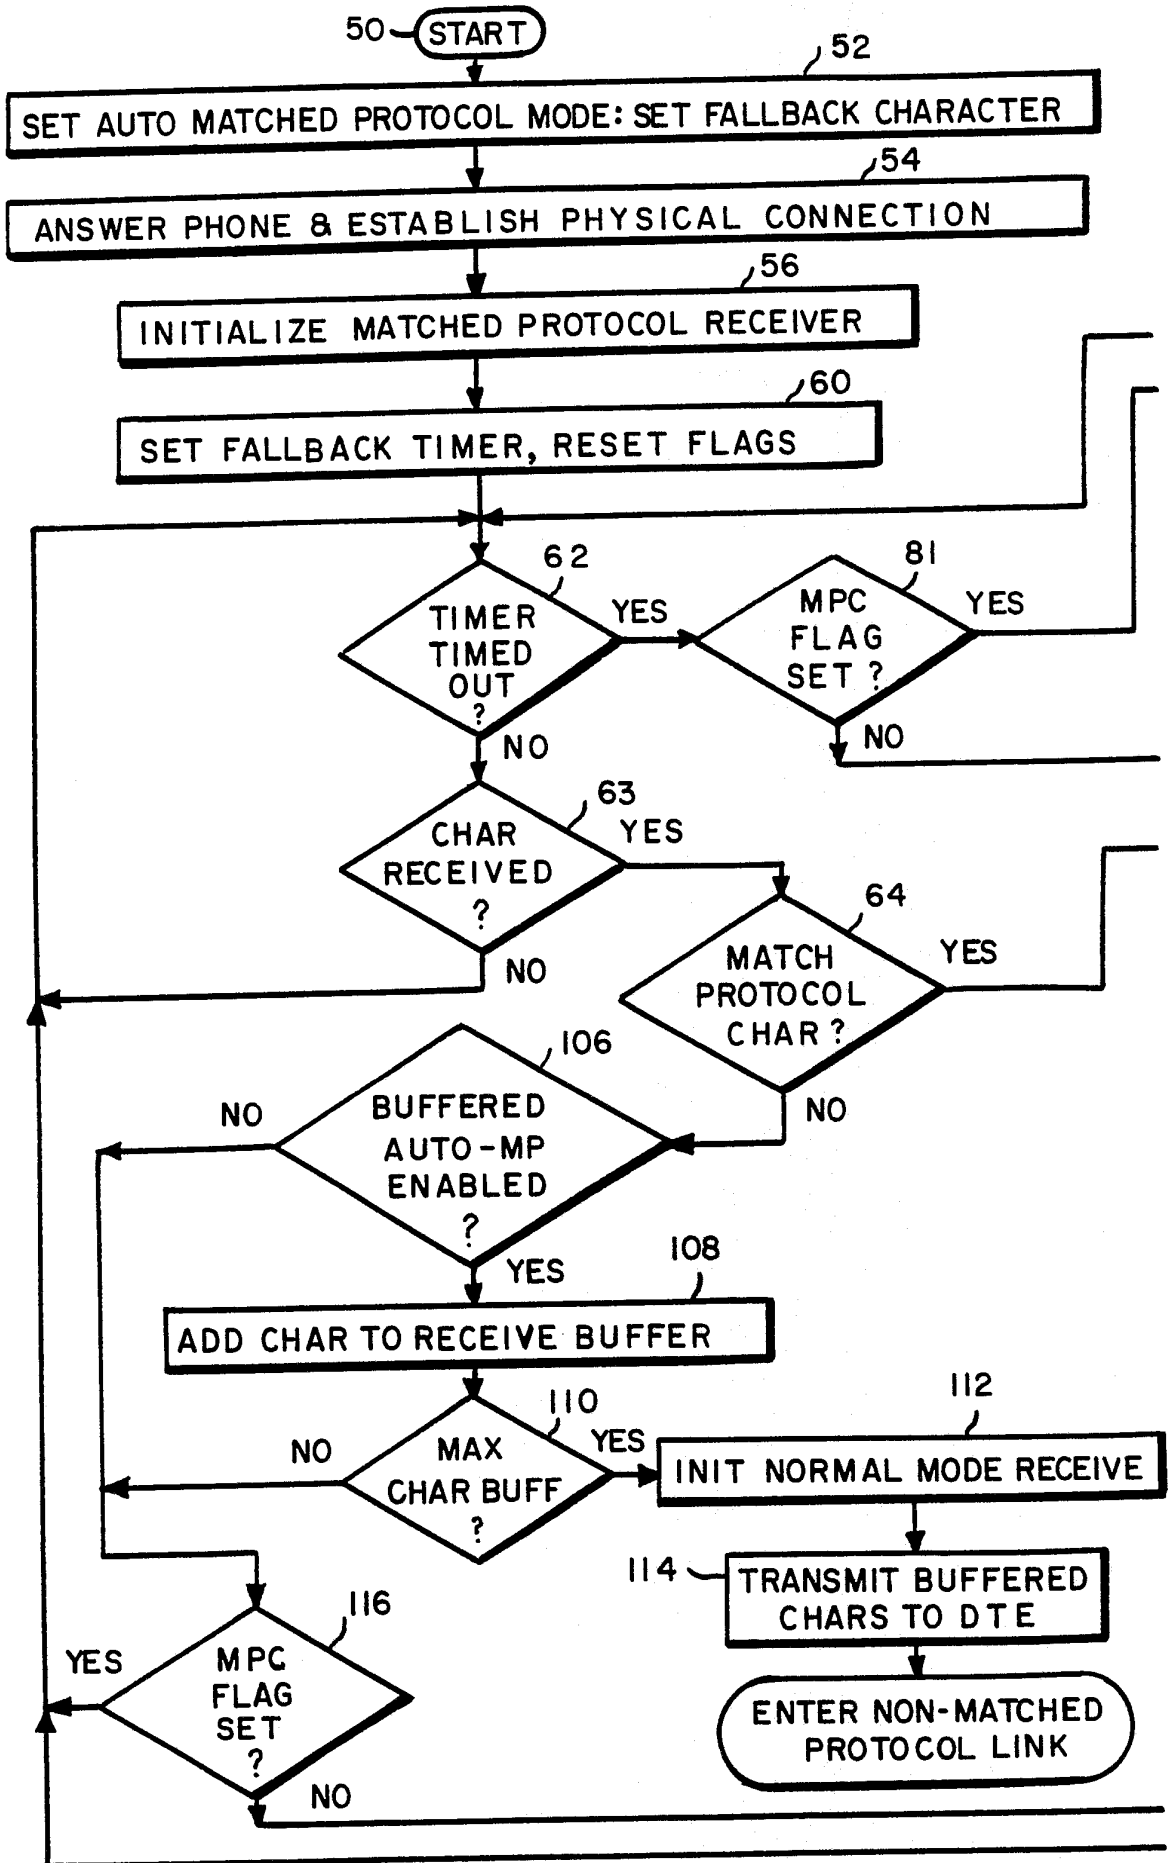 50
START
52
SET AUTO MATCHED PROTOCOL MODE: SET FALLBACK CHARACTER
54
ANSWER PHONE & ESTABLISH PHYSICAL CONNECTION
56
INITIALIZE MATCHED PROTOCOL RECEIVER
60
SET FALLBACK TIMER, RESET FLAGS
62
TIMER
TIMED
OUT
?
YES
NO
81
MPC
FLAG
SET ?
YES
NO
63
CHAR
RECEIVED
?
YES
NO
64
MATCH
PROTOCOL
CHAR ?
YES
NO
106
BUFFERED
AUTO-MP
ENABLED
?
NO
YES
108
ADD CHAR TO RECEIVE BUFFER
110
MAX
CHAR BUFF
?
NO
YES
112
INIT NORMAL MODE RECEIVE
114
TRANSMIT BUFFERED
CHARS TO DTE
116
MPC
FLAG
SET
?
YES
NO
ENTER NON-MATCHED
PROTOCOL LINK